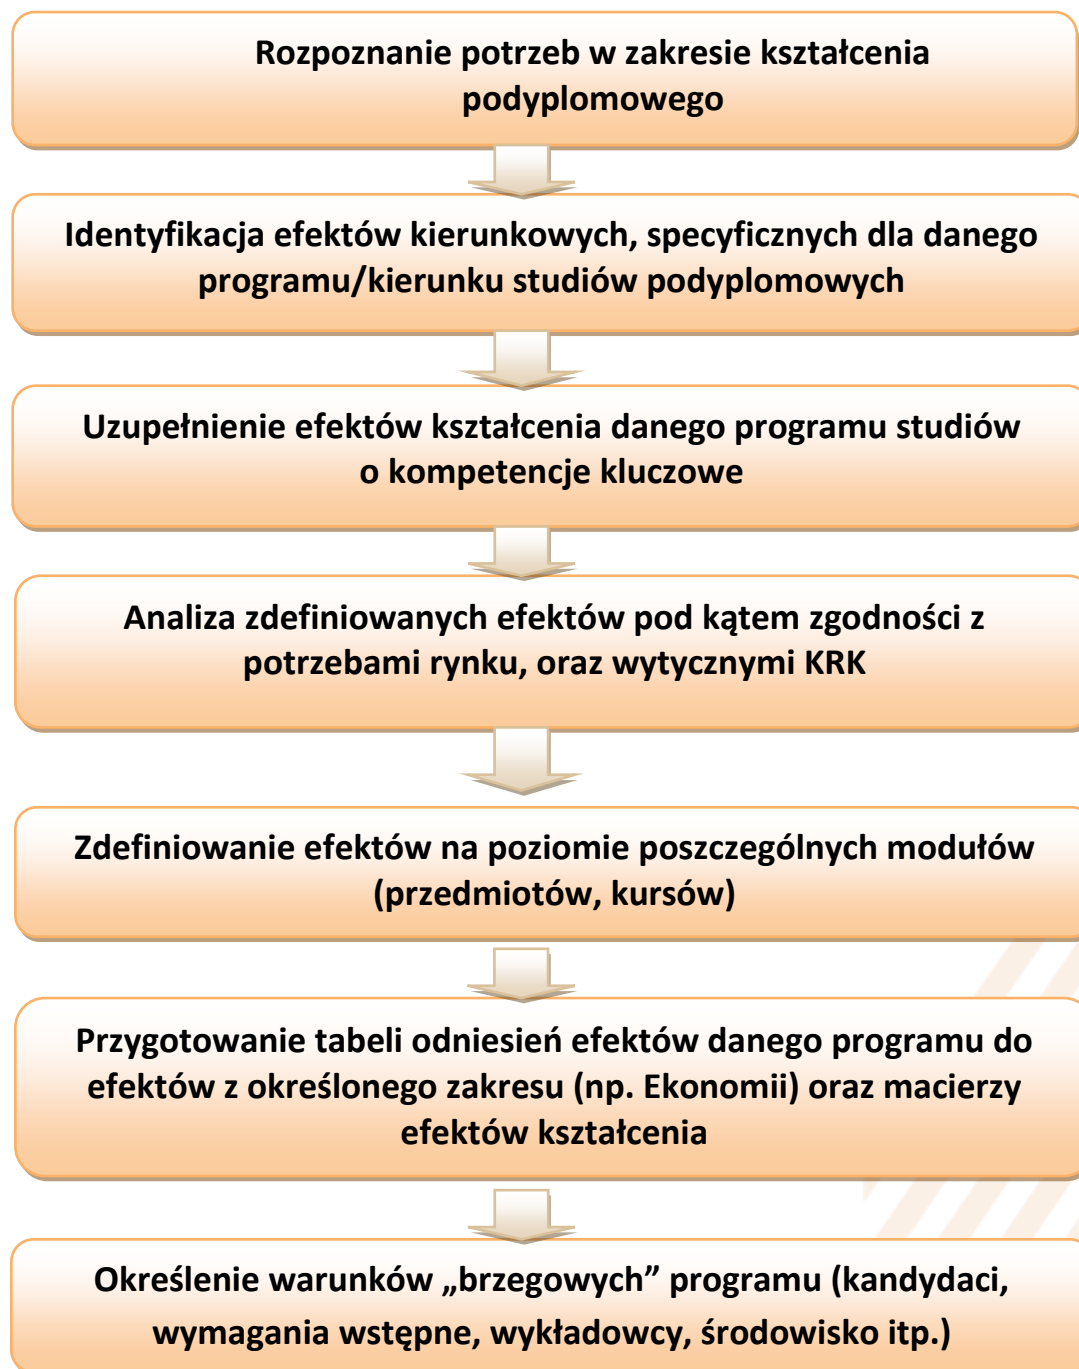 Rozpoznanie potrzeb w zakresie kształcenia
podyplomowego
Identyfikacja efektów kierunkowych, specyficznych dla danego
programu/kierunku studiów podyplomowych
Uzupełnienie efektów kształcenia danego programu studiów
o kompetencje kluczowe
Analiza zdefiniowanych efektów pod kątem zgodności z
potrzebami rynku, oraz wytycznymi KRK
Zdefiniowanie efektów na poziomie poszczególnych modułów
(przedmiotów, kursów)
Przygotowanie tabeli odniesień efektów danego programu do
efektów z określonego zakresu (np. Ekonomii) oraz macierzy
efektów kształcenia
Określenie warunków „brzegowych” programu (kandydaci,
wymagania wstępne, wykładowcy, środowisko itp.)